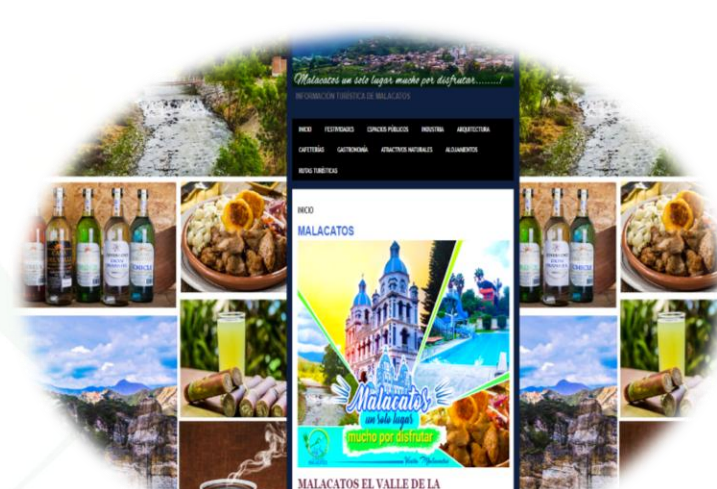 Malacatos un solo lugar mucho por disfrutar........!
INFORMACIÓN TURÍSTICA DE MALACATOS
INICIO FESTIVIDADES ESPACIOS PÚBLICOS INDUSTRIA ARQUITECTURA
CAFETERÍAS GASTRONOMÍA ATRACTIVOS NATURALES ALOJAMIENTOS
RUTAS TURÍSTICAS
INICIO
MALACATOS
Malacatos
un solo lugar
mucho por disfrutar
MALACATOS EL VALLE DE LA